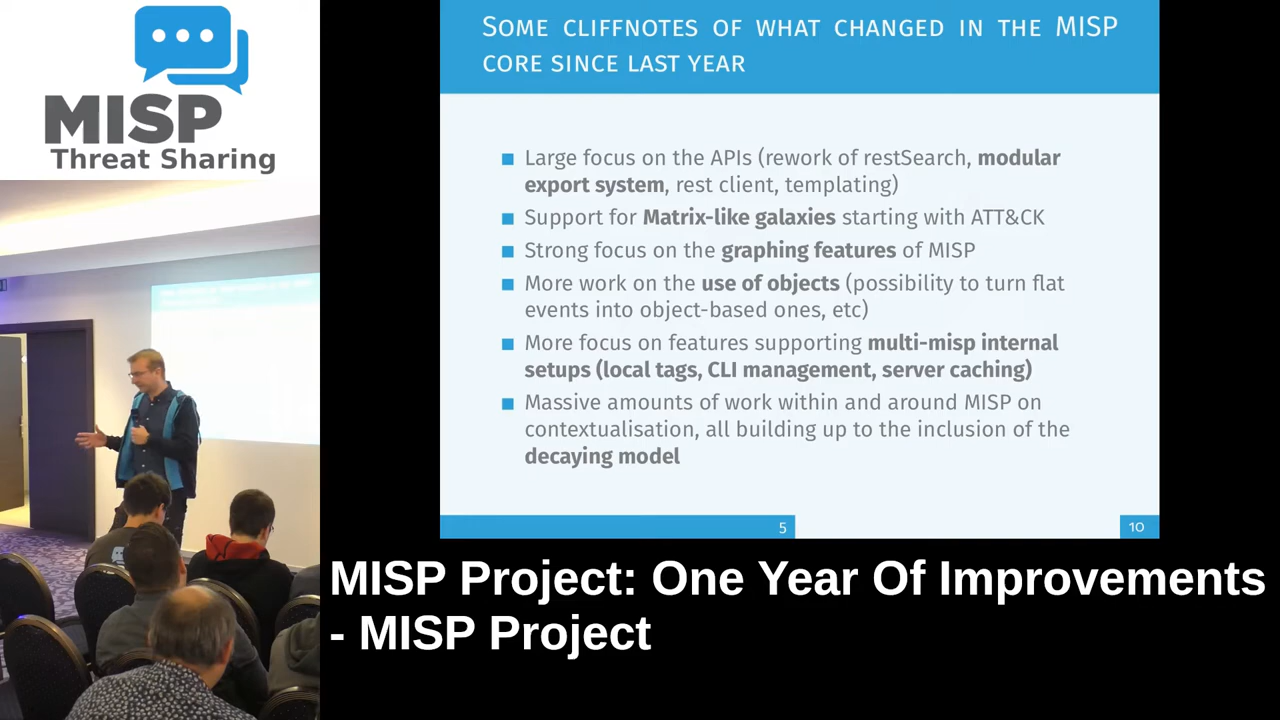 MISP
Threat Sharing
Some cliffnotes of what changed in the MISP
core since last year
Large focus on the APIs (rework of restSearch, modular
export system, rest client, templating)
Support for Matrix-like galaxies starting with ATT&CK
Strong focus on the graphing features of MISP
More work on the use of objects (possibility to turn flat
events into object-based ones, etc)
More focus on features supporting multi-misp internal
setups (local tags, CLI management, server caching)
Massive amounts of work within and around MISP on
contextualisation, all building up to the inclusion of the
decaying model
5
10
MISP Project: One Year Of Improvements
- MISP Project